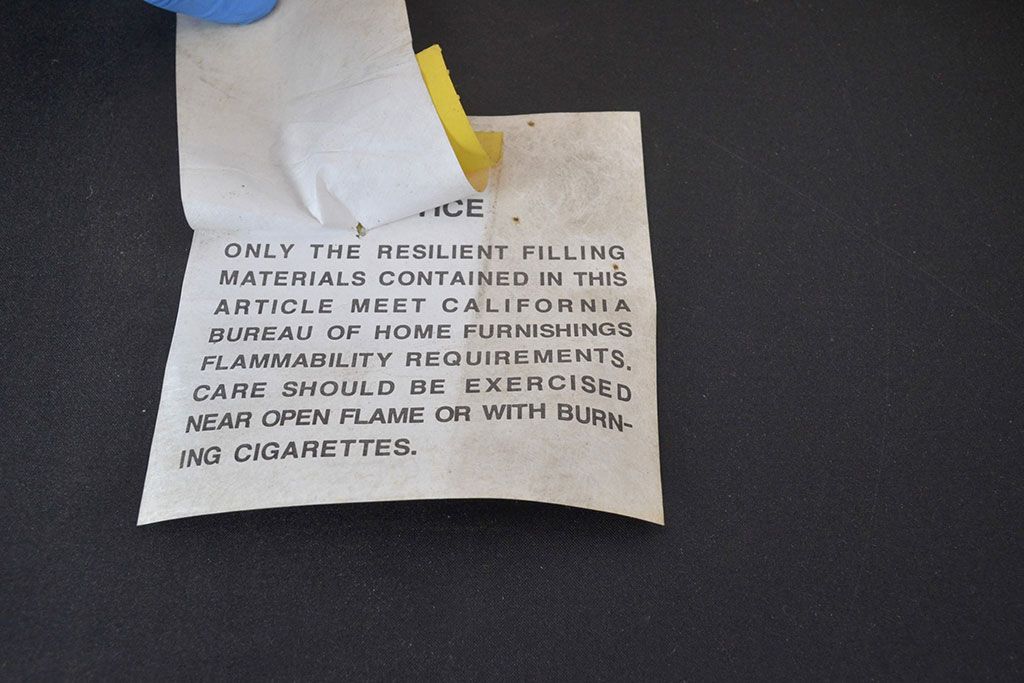 TICE
ONLY THE RESILIENT FILLING
MATERIALS CONTAINED IN THIS
ARTICLE MEET CALIFORNIA
BUREAU OF HOME FURNISHINGS
FLAMMABILITY REQUIREMENTS.
CARE SHOULD BE EXERCISED
NEAR OPEN FLAME OR WITH BURN-
ING CIGARETTES.